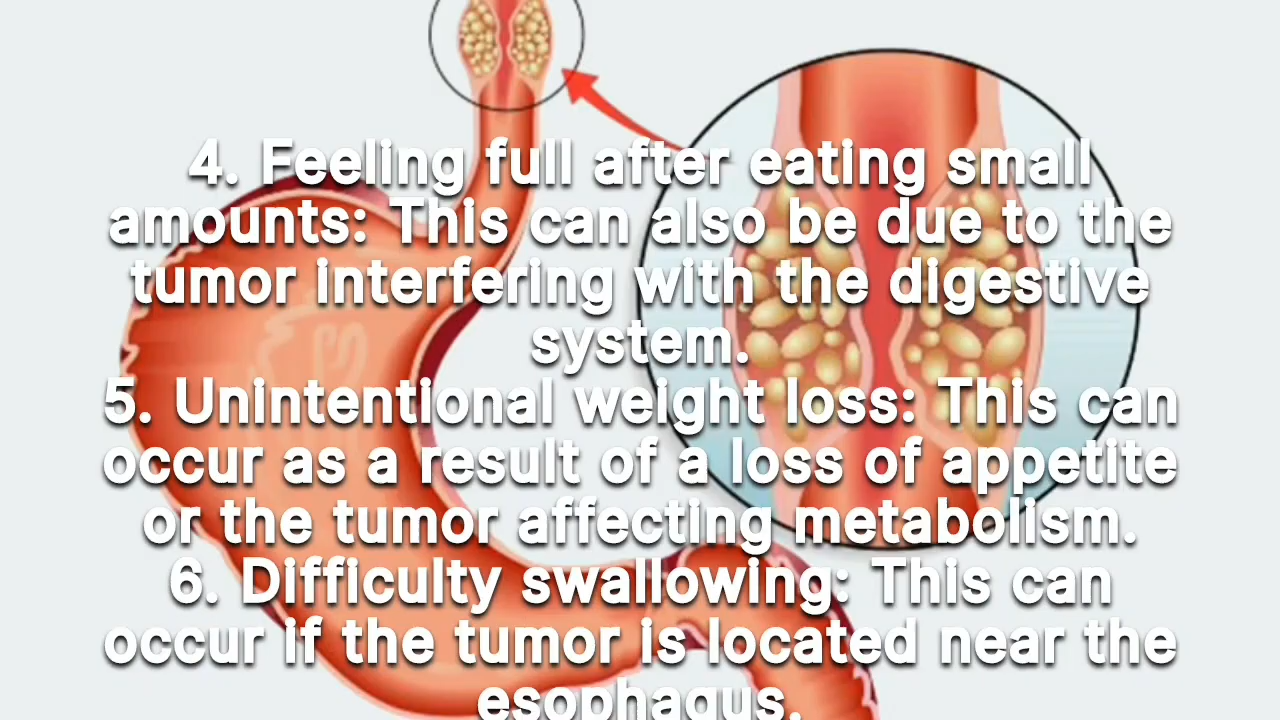 4. Feeling full after eating small
amounts: This can also be due to the
tumor interfering with the digestive
system.
5. Unintentional weight loss: This can
occur as a result of a loss of appetite
or the tumor affecting metabolism.
6. Difficulty swallowing: This can
occur if the tumor is located near the
esophagus.